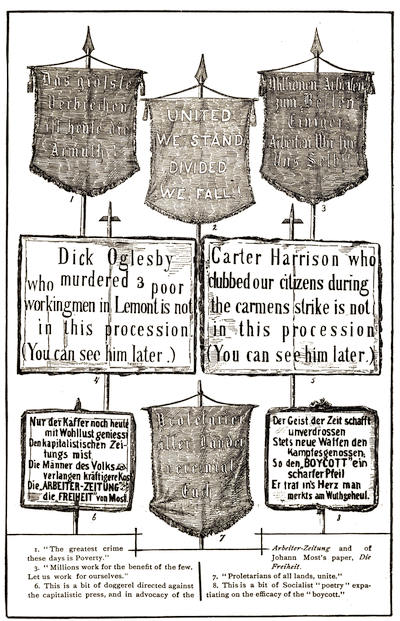 Das grösste
Verbrechen
ist heute die
Armuth!
1
UNITED
WE STAND
DIVIDED
WE FALL!
2
Millionen Arbeiten
zum Besten
Einiger
Arbeiten Wir für
Uns
3
Dick Oglesby
who murdered 3 poor
workingmen in Lemont is not
in this procession
(You can see him later.)
4
Carter Harrison who
clubbed our citizens during
the carmens strike is not
in this procession
(You can see him later.)
5
Nur der Kaffer noch heute
mit Wohllust geniesst
Den kapitalistischen Zei-
tungs mist
Die Männer des Volks
verlangen kräftigere Kost
Die "ARBEITER-ZEITUNG"
die "FREIHEIT" von Most.
6
Proletarier
aller Länder
vereinigt
Euch
7
Der Geist der Zeit schafft
unverdrossen
Stets neue Waffen den
Kampfesgenossen:
So den "BOYCOTT" ein
scharfer Pfeil
Er traf in's Herz man
merkts am Wuthgeheul.
8
1. "The greatest crime
these days is Poverty."
3. "Millions work for the benefit of the few.
Let us work for ourselves."
6. This is a bit of doggerel directed against
the capitalistic press, and in advocacy of the
Arbeiter-Zeitung and of
Johann Most's paper, Die
Freiheit.
7. "Proletarians of all lands, unite."
8. This is a bit of Socialist "poetry" expa-
tiating on the efficacy of the "boycott."